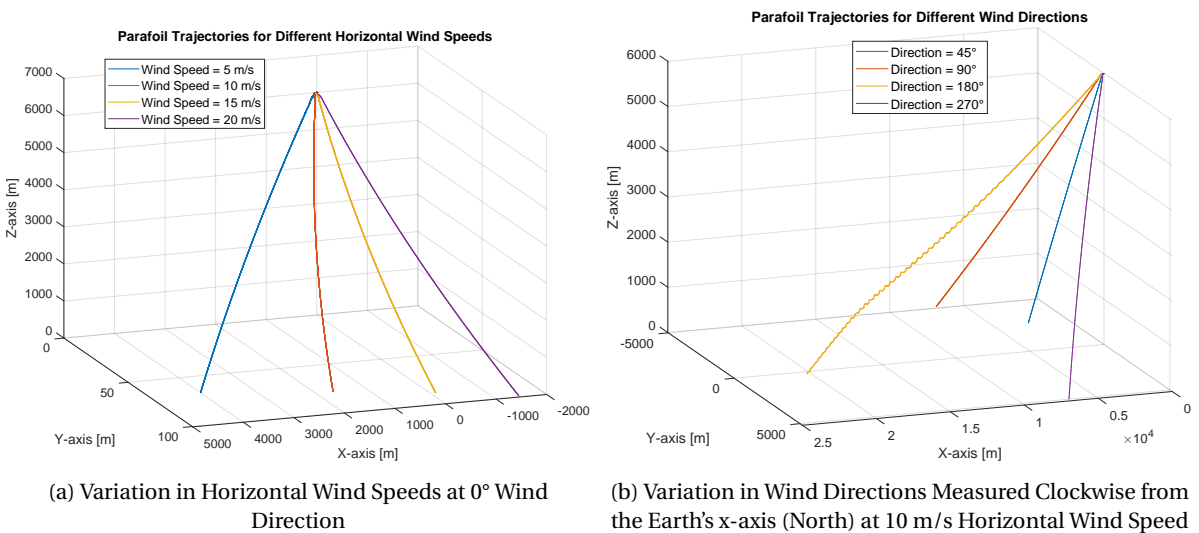 Parafoil Trajectories for Different Horizontal Wind Speeds
Wind Speed = 5 m/s
Wind Speed = 10 m/s
Wind Speed = 15 m/s
Wind Speed = 20 m/s
7000
6000
5000
4000
3000
2000
1000
0
Z-axis [m]
0
50
100
Y-axis [m]
5000
4000
3000
2000
1000
0
-1000
-2000
X-axis [m]
(a) Variation in Horizontal Wind Speeds at 0° Wind
Direction
Parafoil Trajectories for Different Wind Directions
Direction = 45°
Direction = 90°
Direction = 180°
Direction = 270°
6000
5000
4000
3000
2000
1000
0
Z-axis [m]
-5000
0
5000
Y-axis [m]
2.5
2
1.5
1
0.5
0
×10⁴
X-axis [m]
(b) Variation in Wind Directions Measured Clockwise from
the Earth's x-axis (North) at 10 m/s Horizontal Wind Speed